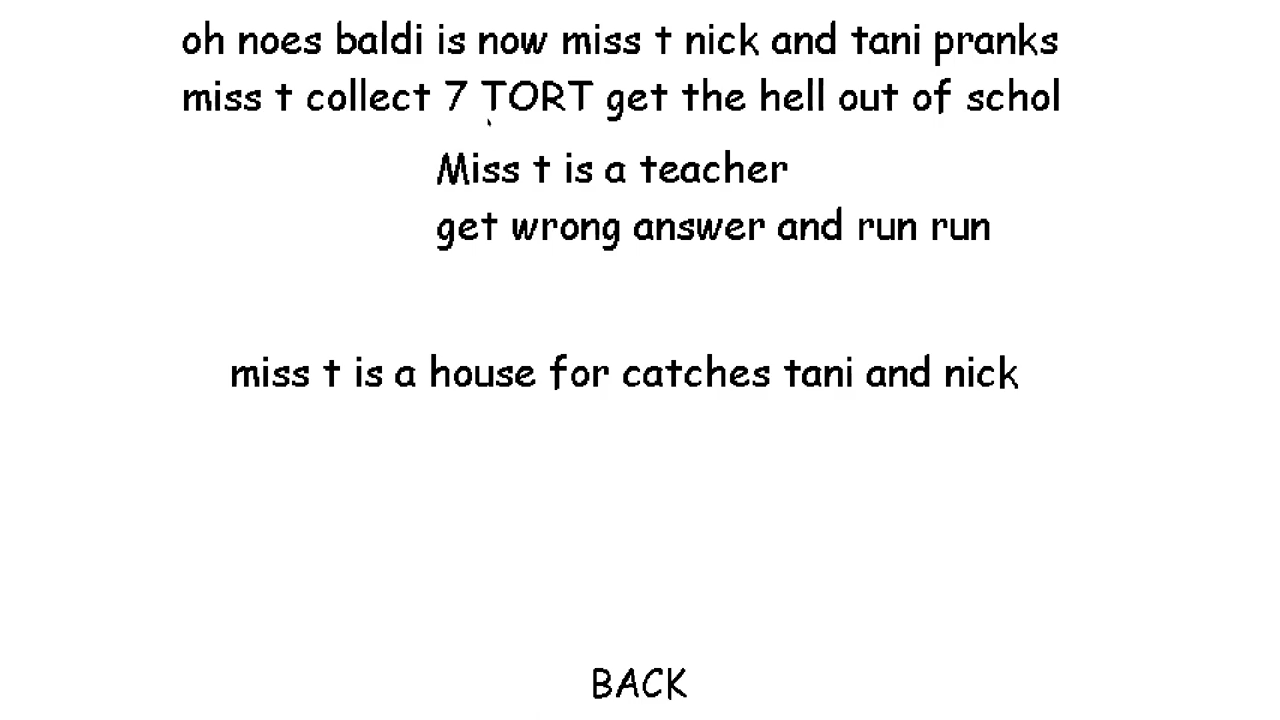 oh noes baldi is now miss t nick and tani pranks
miss t collect 7 TORT get the hell out of schol
Miss t is a teacher
get wrong answer and run run
miss t is a house for catches tani and nick
BACK